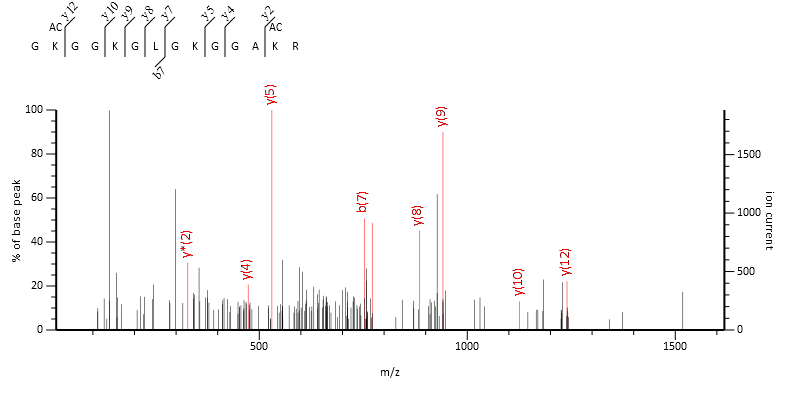 y12 y10 y9 y8 y7 y5 y4 y2
AC AC
G K G G K G L G K G G A K R
b7
y(5)
y(9)
b(7)
y(8)
y*(2)
y(4)
y(12)
y(10)
100
80
60
40
20
0
% of base peak
1500
1000
500
0
ion current
500 1000 1500
m/z